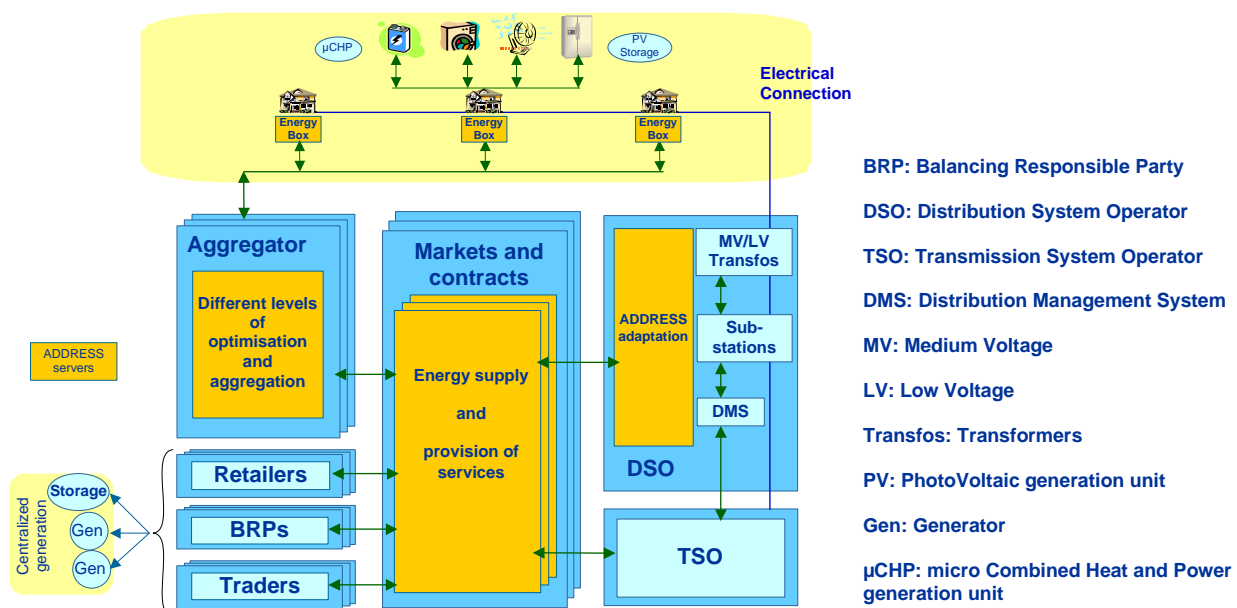 µCHP
PV
Storage
Electrical
Connection
Energy
Box
Energy
Box
Energy
Box
Aggregator
Different levels
of
optimisation
and
aggregation
Markets and
contracts
Energy supply
and
provision of
services
ADDRESS
adaptation
MV/LV
Transfos
Sub-
stations
DMS
DSO
TSO
ADDRESS
servers
Retailers
BRPs
Traders
Centralized
generation
Storage
Gen
Gen
BRP: Balancing Responsible Party
DSO: Distribution System Operator
TSO: Transmission System Operator
DMS: Distribution Management System
MV: Medium Voltage
LV: Low Voltage
Transfos: Transformers
PV: PhotoVoltaic generation unit
Gen: Generator
µCHP: micro Combined Heat and Power
generation unit